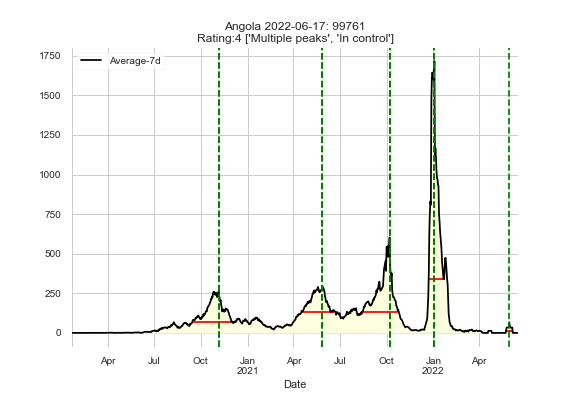 Angola 2022-06-17: 99761
Rating:4 ['Multiple peaks', 'In control']
Average-7d
1750
1500
1250
1000
750
500
250
0
Apr Jul Oct Jan Apr Jul Oct Jan Apr
2021 2022
Date